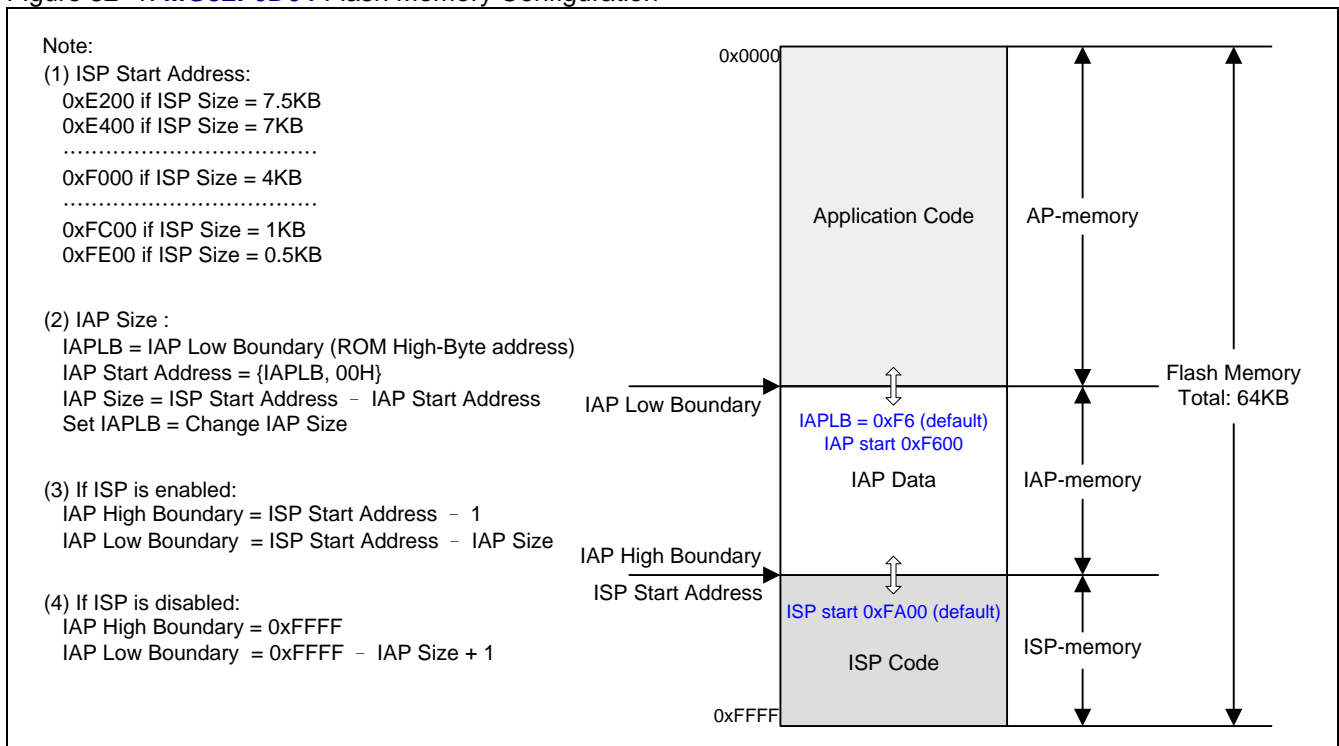 Note:
(1) ISP Start Address:
0xE200 if ISP Size = 7.5KB
0xE400 if ISP Size = 7KB
....................................
0xF000 if ISP Size = 4KB
....................................
0xFC00 if ISP Size = 1KB
0xFE00 if ISP Size = 0.5KB
(2) IAP Size :
IAPLB = IAP Low Boundary (ROM High-Byte address)
IAP Start Address = {IAPLB, 00H}
IAP Size = ISP Start Address – IAP Start Address
Set IAPLB = Change IAP Size
(3) If ISP is enabled:
IAP High Boundary = ISP Start Address – 1
IAP Low Boundary = ISP Start Address – IAP Size
(4) If ISP is disabled:
IAP High Boundary = 0xFFFF
IAP Low Boundary = 0xFFFF – IAP Size + 1
0x0000
Application Code
AP-memory
Flash Memory
Total: 64KB
IAP Low Boundary
IAPLB = 0xF6 (default)
IAP start 0xF600
IAP Data
IAP-memory
IAP High Boundary
ISP Start Address
ISP start 0xFA00 (default)
ISP Code
ISP-memory
0xFFFF